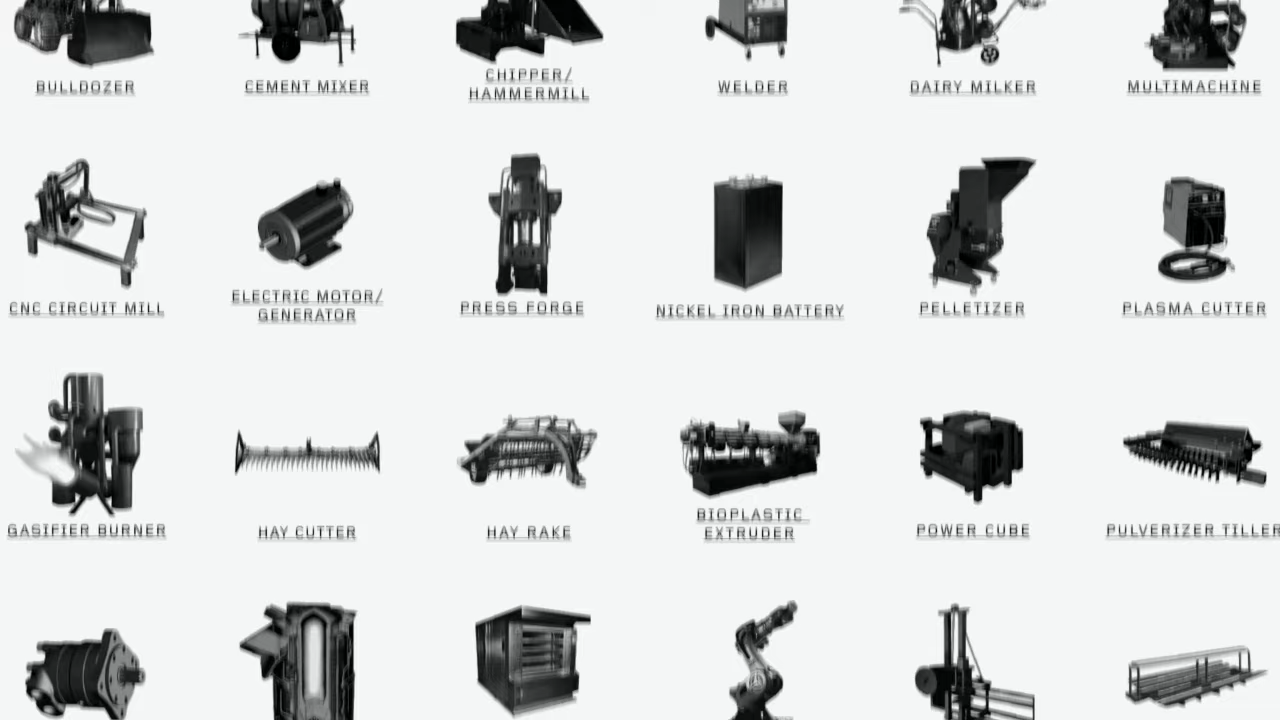 BULLDOZER
CEMENT MIXER
CHIPPER/
HAMMERMILL
WELDER
DAIRY MILKER
MULTIMACHINE
CNC CIRCUIT MILL
ELECTRIC MOTOR/
GENERATOR
PRESS FORGE
NICKEL IRON BATTERY
PELLETIZER
PLASMA CUTTER
GASIFIER BURNER
HAY CUTTER
HAY RAKE
BIOPLASTIC
EXTRUDER
POWER CUBE
PULVERIZER TILLER